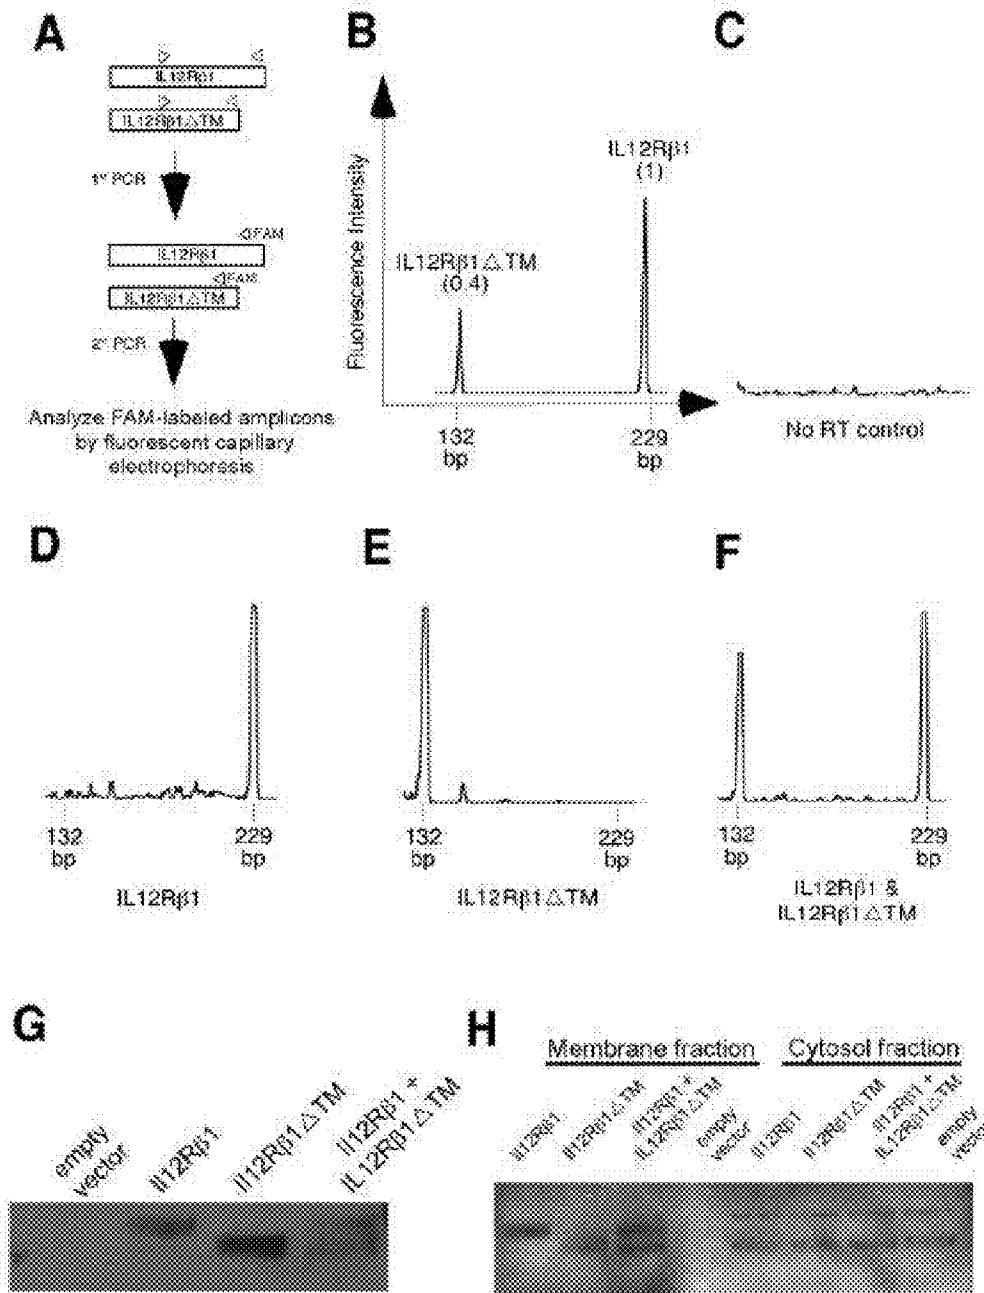 A
IL12Rβ1
IL12Rβ1△TM
1st PCR
◁FAM
IL12Rβ1
◁FAM
IL12Rβ1△TM
2nd PCR
Analyze FAM-labeled amplicons
by fluorescent capillary
electrophoresis
B
Fluorescence Intensity
IL12Rβ1△TM
(0.4)
IL12Rβ1
(1)
132
bp
229
bp
C
No RT control
D
132
bp
229
bp
IL12Rβ1
E
132
bp
229
bp
IL12Rβ1△TM
F
132
bp
229
bp
IL12Rβ1 &
IL12Rβ1△TM
G
empty
vector
Il12Rβ1
Il12Rβ1△TM
Il12Rβ1 +
IL12Rβ1△TM
H
Membrane fraction
Cytosol fraction
Il12Rβ1
Il12Rβ1△TM
Il12Rβ1 +
IL12Rβ1△TM
empty
vector
Il12Rβ1
Il12Rβ1△TM
Il12Rβ1 +
IL12Rβ1△TM
empty
vector